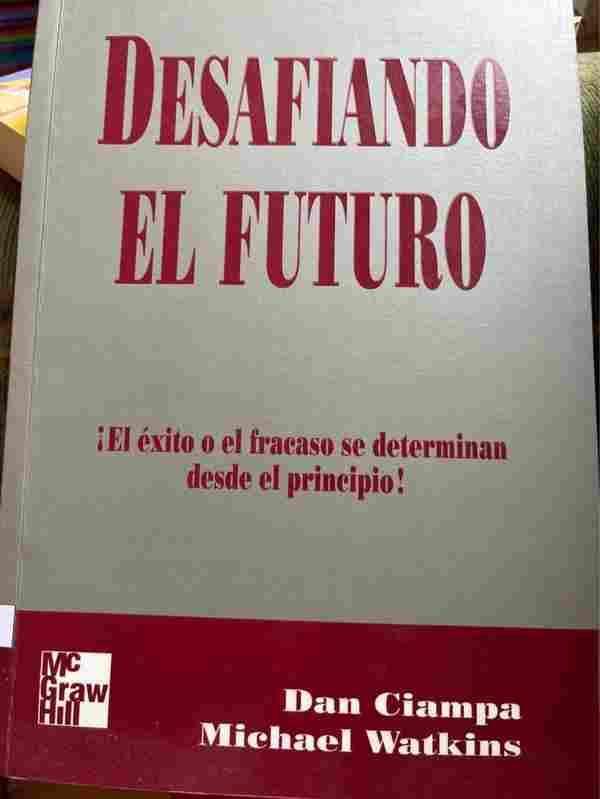 DESAFIANDO
EL FUTURO
¡El éxito o el fracaso se determinan
desde el principio!
Mc
Graw
Hill
Dan Ciampa
Michael Watkins